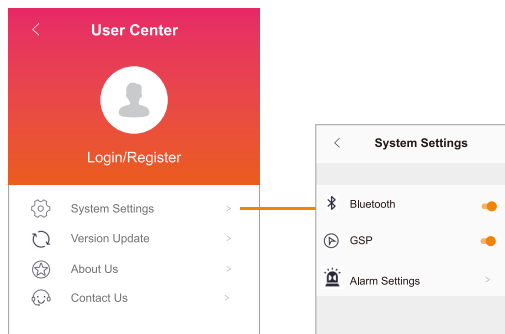 User Center
Login/Register
System Settings
Version Update
About Us
Contact Us
System Settings
Bluetooth
GSP
Alarm Settings